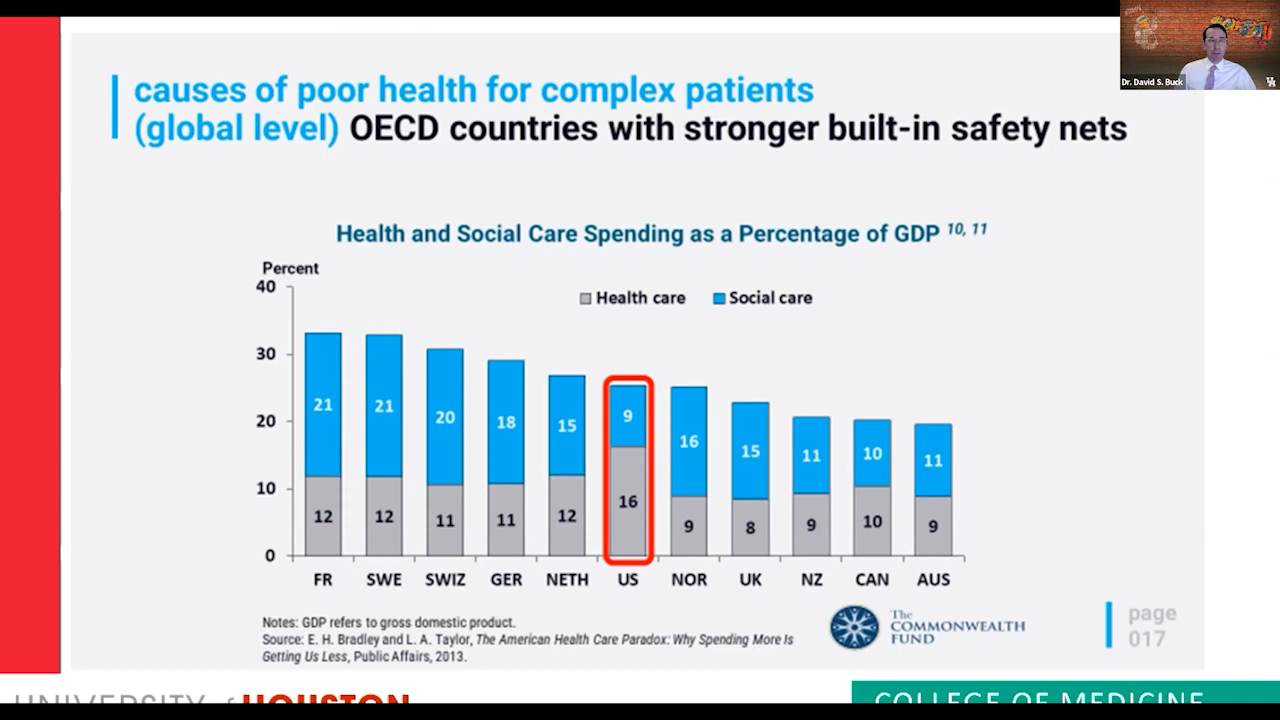 causes of poor health for complex patients
(global level) OECD countries with stronger built-in safety nets
Dr. David S. Buck
Health and Social Care Spending as a Percentage of GDP 10, 11
Percent
Health care
Social care
40
30
20
10
0
21
21
20
18
15
9
16
15
11
10
11
12
12
11
11
12
16
9
8
9
10
9
FR
SWE
SWIZ
GER
NETH
US
NOR
UK
NZ
CAN
AUS
Notes: GDP refers to gross domestic product.
Source: E. H. Bradley and L. A. Taylor, The American Health Care Paradox: Why Spending More Is
Getting Us Less, Public Affairs, 2013.
The
COMMONWEALTH
FUND
page
017
UNIVERSITY of HOUSTON
COLLEGE OF MEDICINE